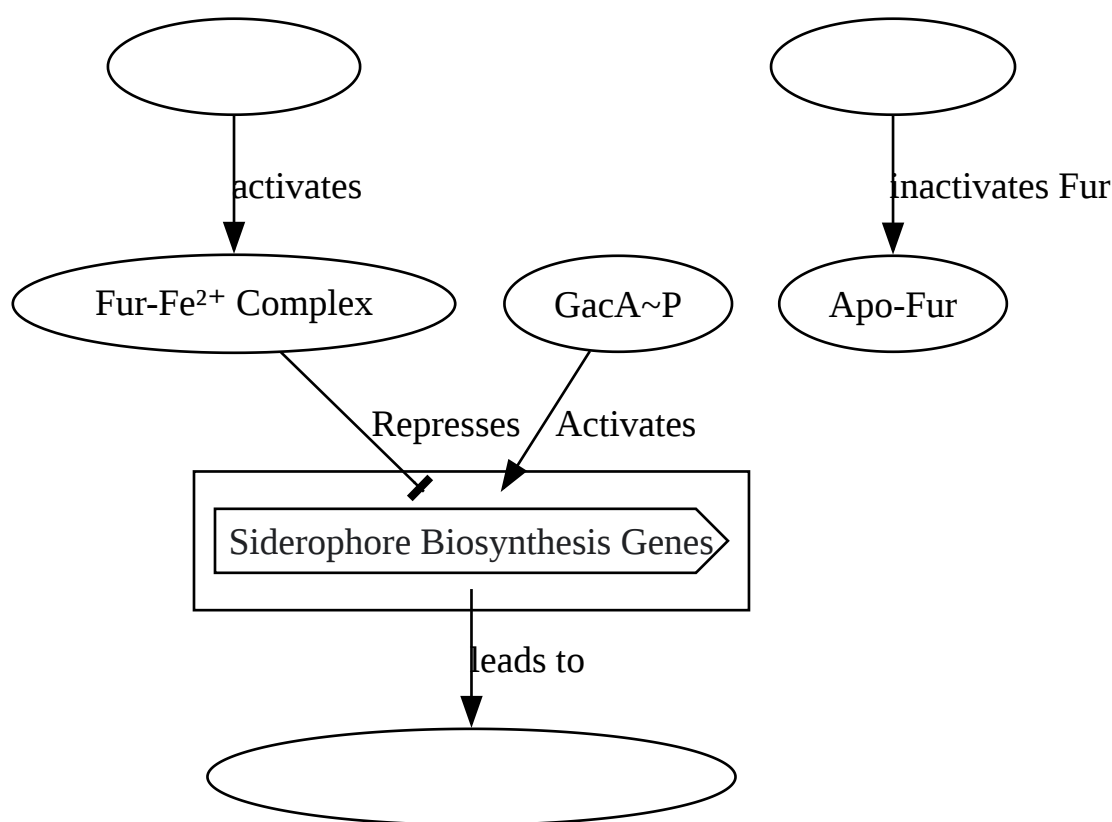 activates
inactivates Fur
Fur-Fe²⁺ Complex
GacA~P
Apo-Fur
Represses
Activates
Siderophore Biosynthesis Genes
leads to